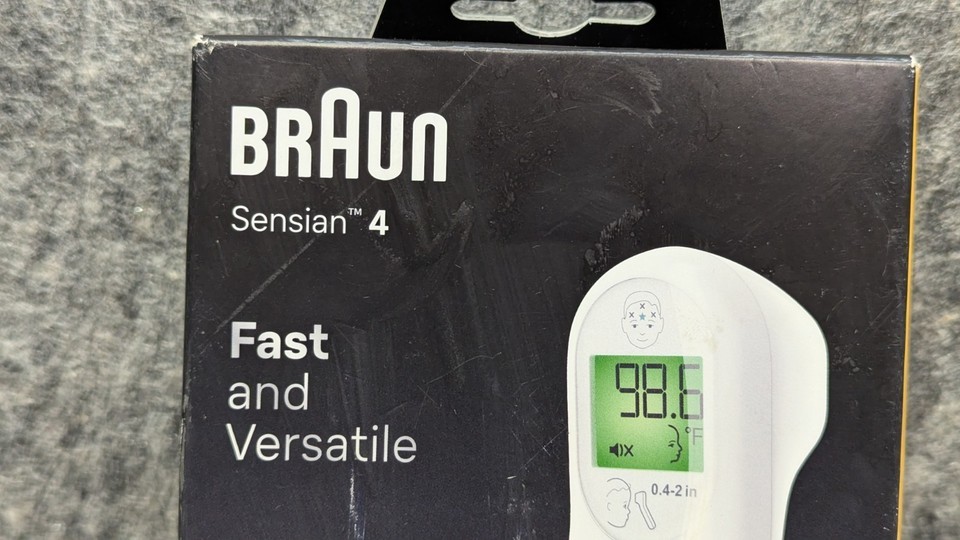 BRAUN
Sensian™ 4
Fast
and
Versatile
98.6
°F
0.4-2 in